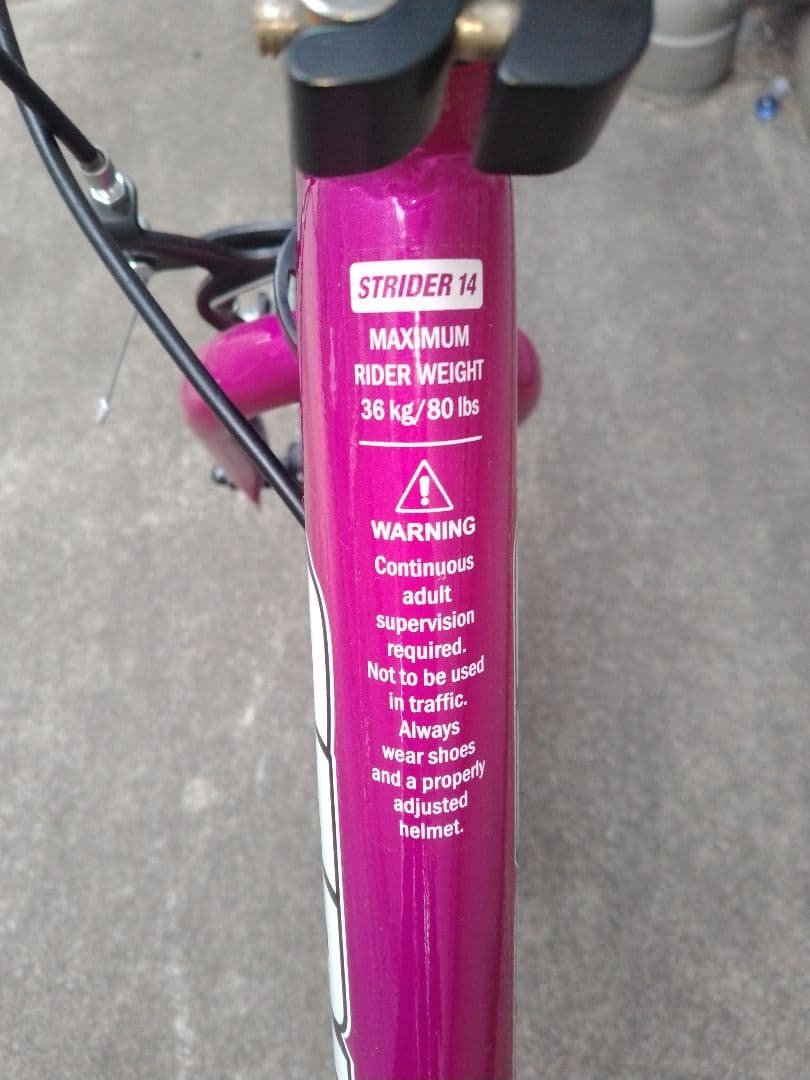 STRIDER 14
MAXIMUM
RIDER WEIGHT
36 kg/80 lbs
WARNING
Continuous
adult
supervision
required.
Not to be used
in traffic.
Always
wear shoes
and a properly
adjusted
helmet.